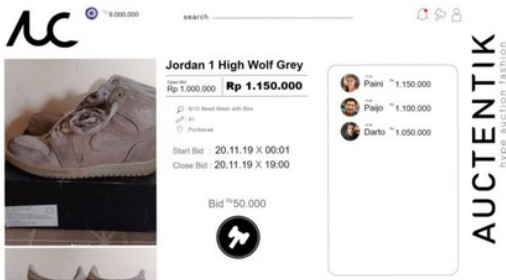 AC
Rp 9.000.000
search
Jordan 1 High Wolf Grey
Open Bid
Rp 1.000.000
Rp 1.150.000
9/10 Need Wash with Box
41
Pontianak
Start Bid : 20.11.19 X 00:01
Close Bid : 20.11.19 X 19:00
Bid Rp 50.000
Paini Rp 1.150.000
Paijo Rp 1.100.000
Darto Rp 1.050.000
AUCTENTIK
hype auction fashion